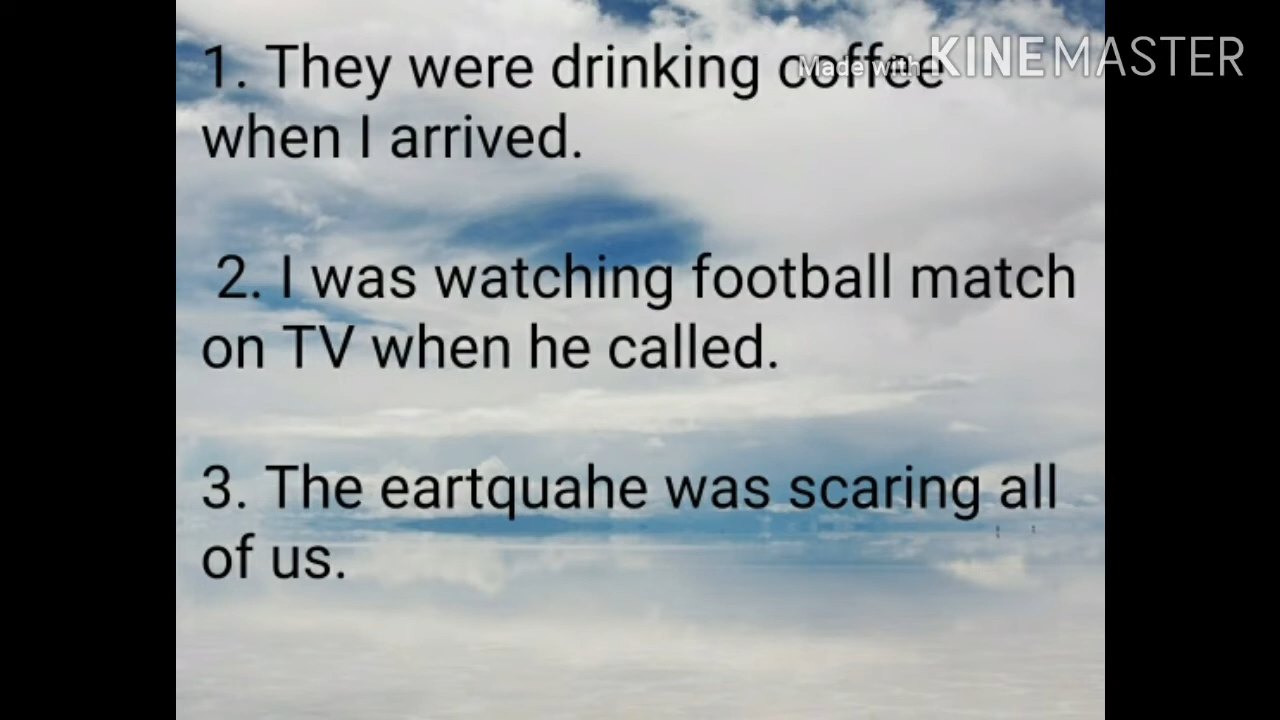 1. They were drinking coffee
Made with KINEMASTER
when I arrived.
2. I was watching football match
on TV when he called.
3. The eartquahe was scaring all
of us.